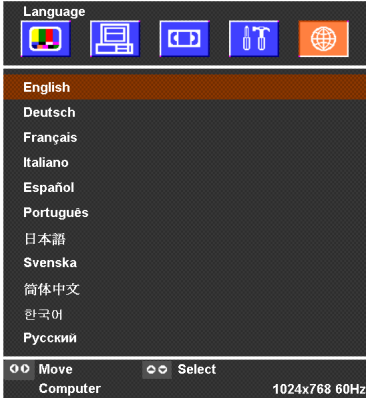 Language
English
Deutsch
Français
Italiano
Español
Português
日本語
Svenska
简体中文
한국어
Русский
Move Select
Computer 1024x768 60Hz